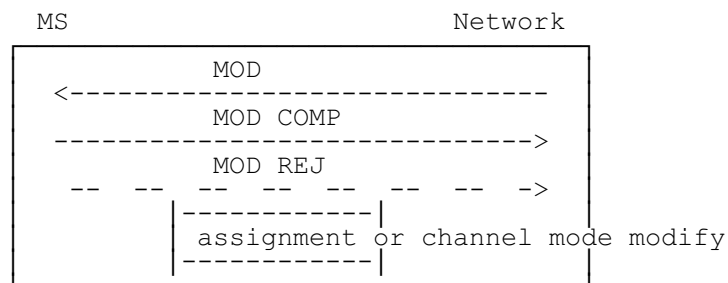 MS Network
MOD
MOD COMP
MOD REJ
assignment or channel mode modify